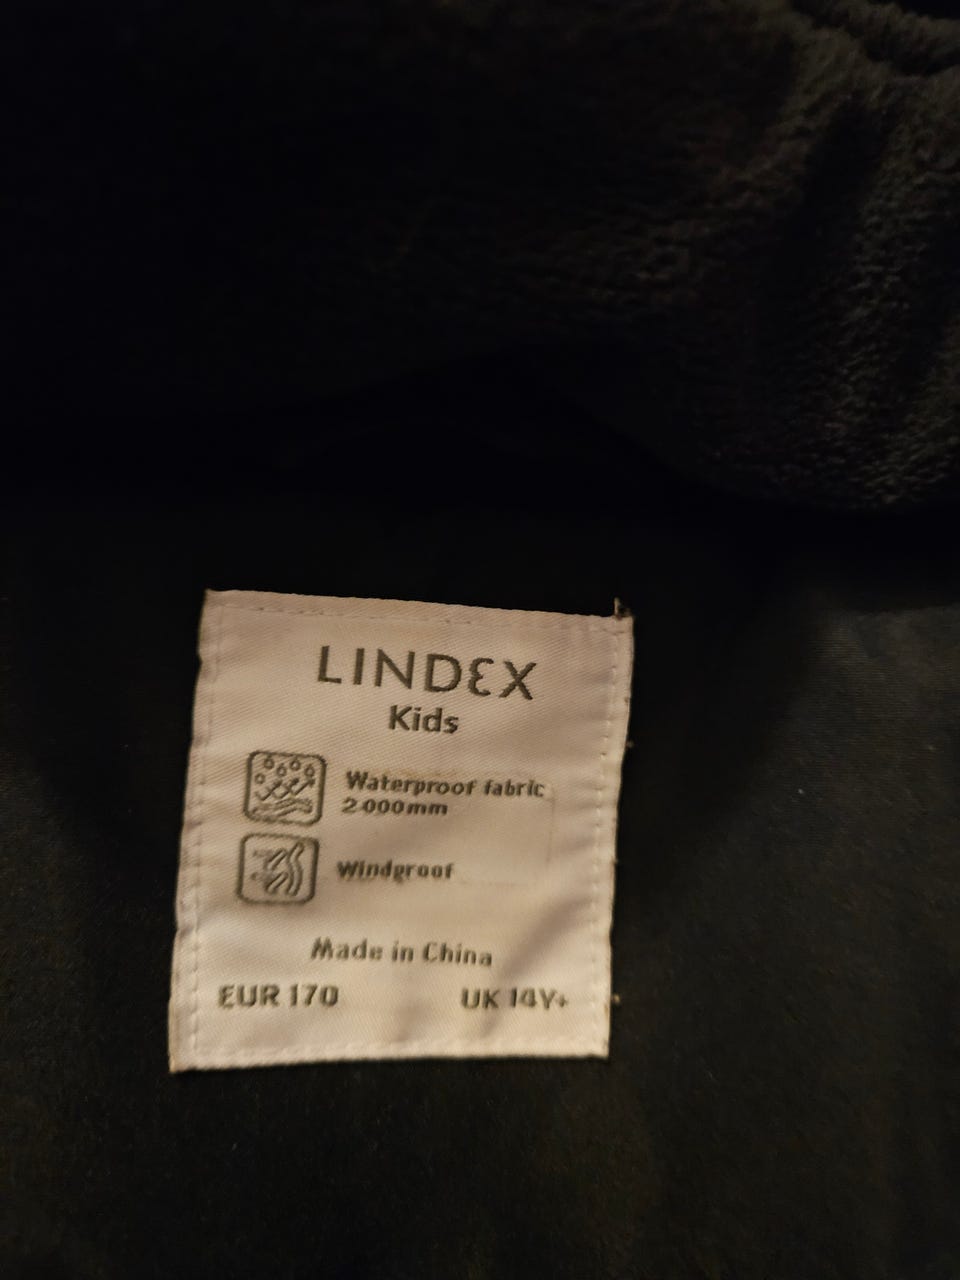 LINDEX
Kids
Waterproof fabric
2 000mm
Windproof
Made in China
EUR 170 UK 14Y+